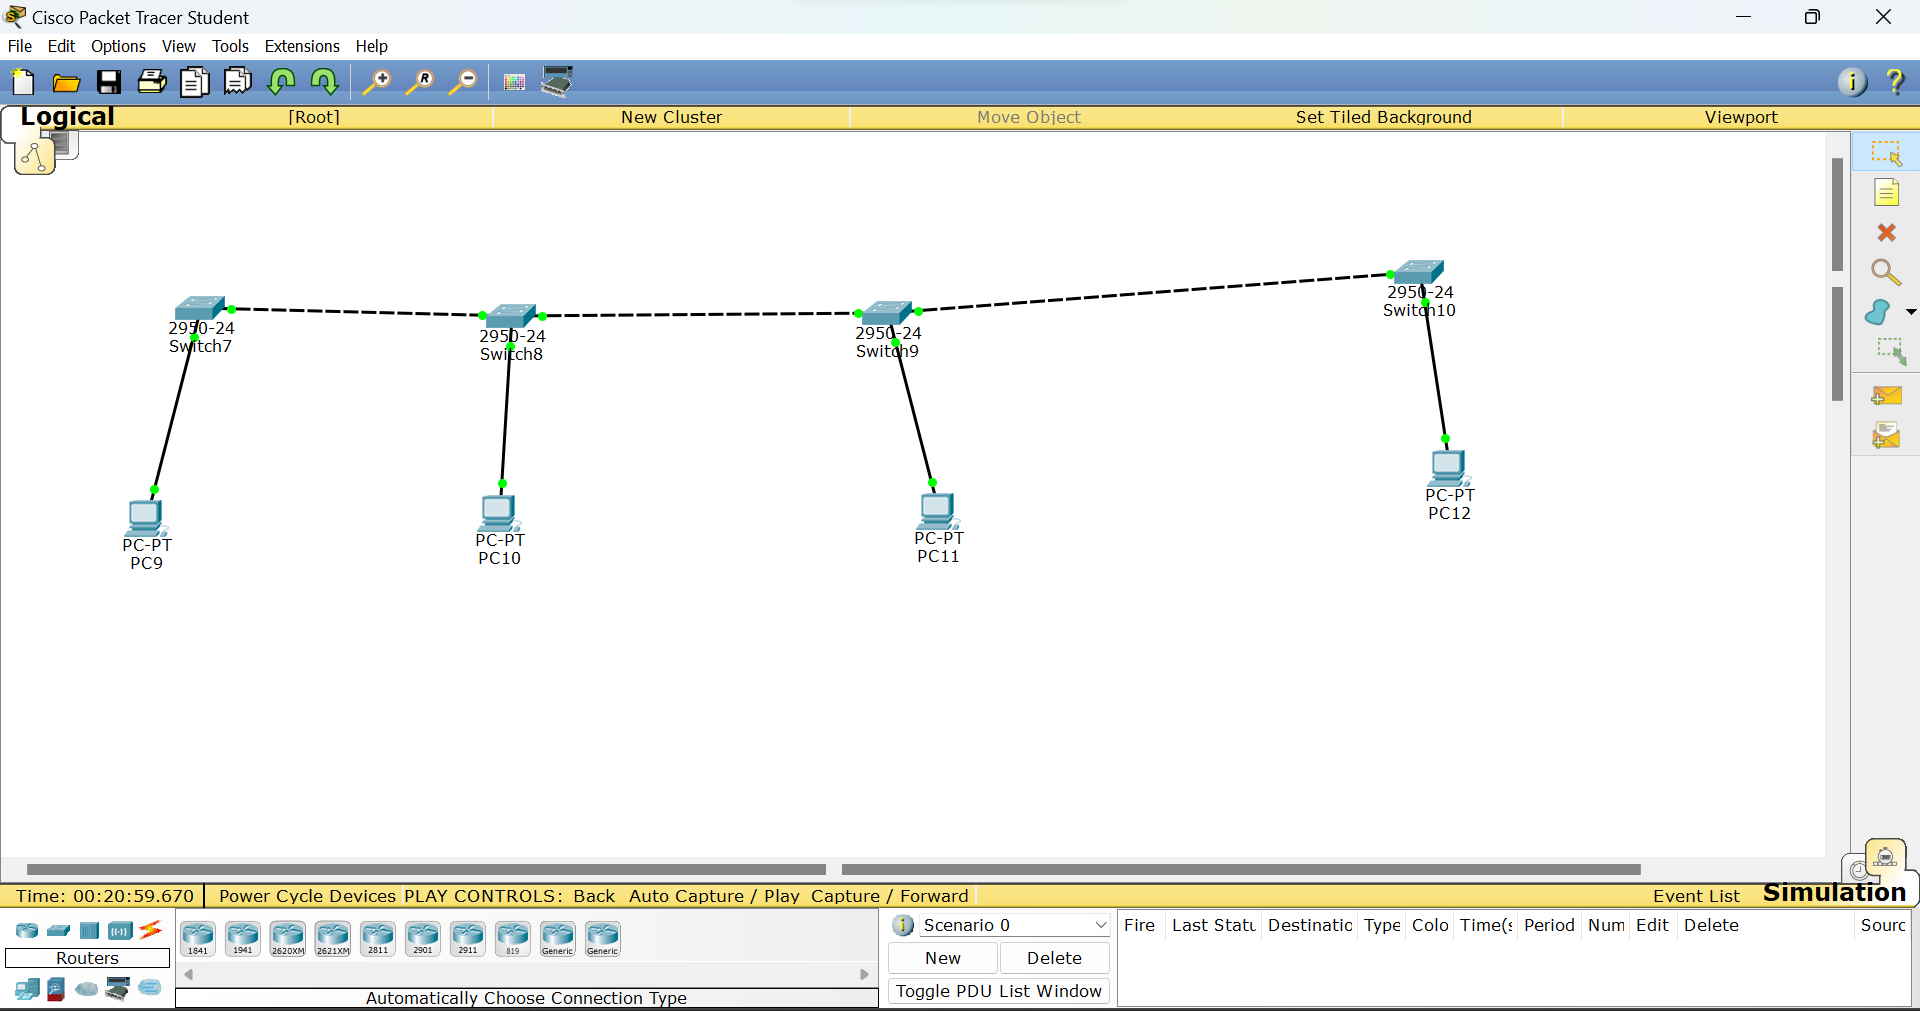 Cisco Packet Tracer Student
File Edit Options View Tools Extensions Help
Logical [Root] New Cluster Move Object Set Tiled Background Viewport
2950-24
Switch7
2950-24
Switch8
2950-24
Switch9
2950-24
Switch10
PC-PT
PC9
PC-PT
PC10
PC-PT
PC11
PC-PT
PC12
Time: 00:20:59.670 Power Cycle Devices PLAY CONTROLS: Back Auto Capture / Play Capture / Forward Event List Simulation
Routers
1841 1941 2620XM 2621XM 2811 2901 2911 819 Generic Generic
Automatically Choose Connection Type
Scenario 0
New Delete
Toggle PDU List Window
Fire Last Statu Destinatio Type Colo Time(s Period Num Edit Delete Sourc